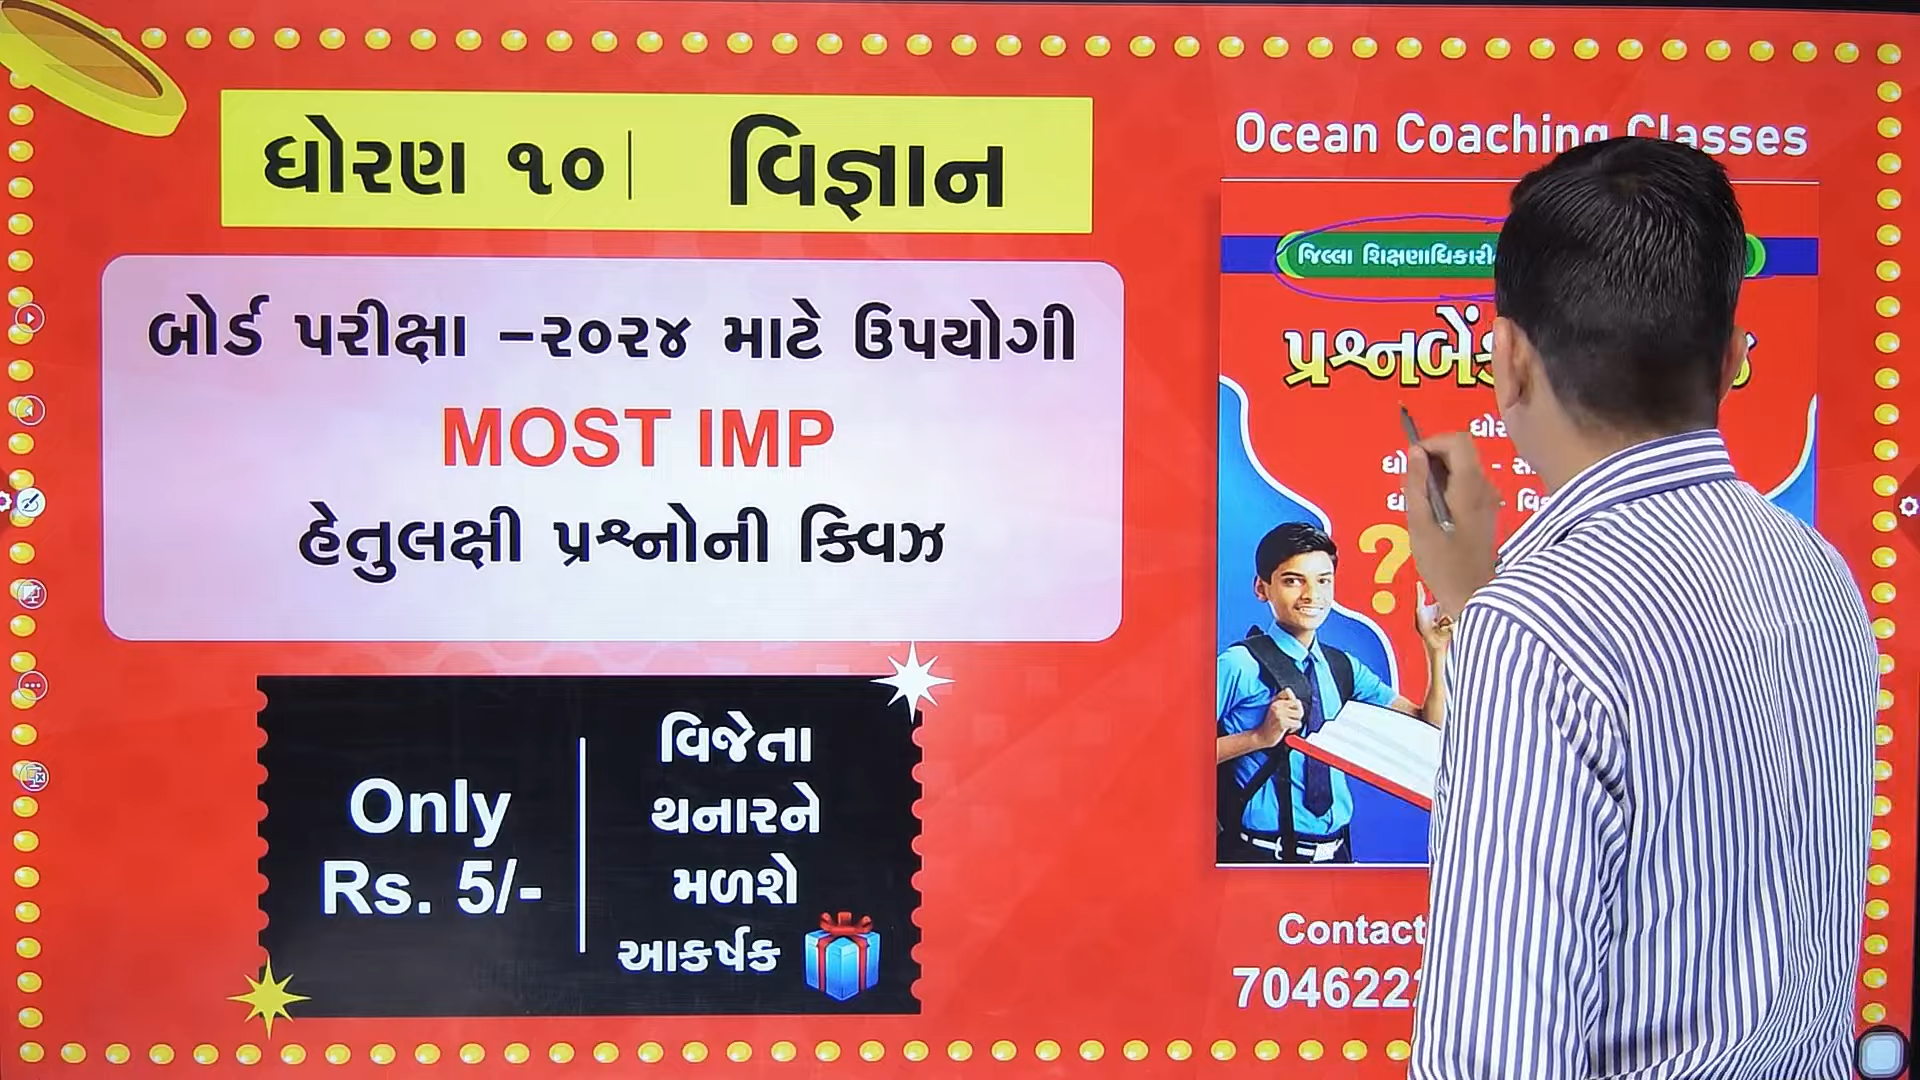 ધોરણ ૧૦ | વિજ્ઞાન
બોર્ડ પરીક્ષા -૨૦૨૪ માટે ઉપયોગી
MOST IMP
હેતુલક્ષી પ્રશ્નોની ક્વિઝ
Only
Rs. 5/-
વિજેતા
થનારને
મળશે
આકર્ષક
Ocean Coaching Classes
જિલ્લા શિક્ષણાધિકારી
Contact